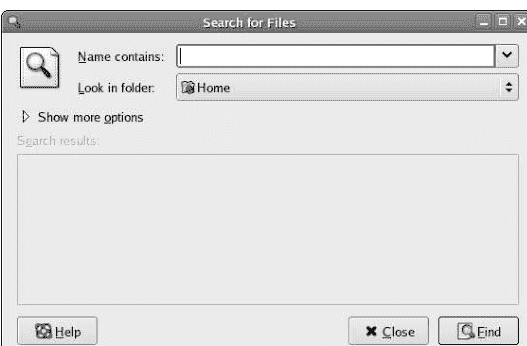 Search for Files
Name contains:
Look in folder: Home
Show more options
Search results:
Help Close Find